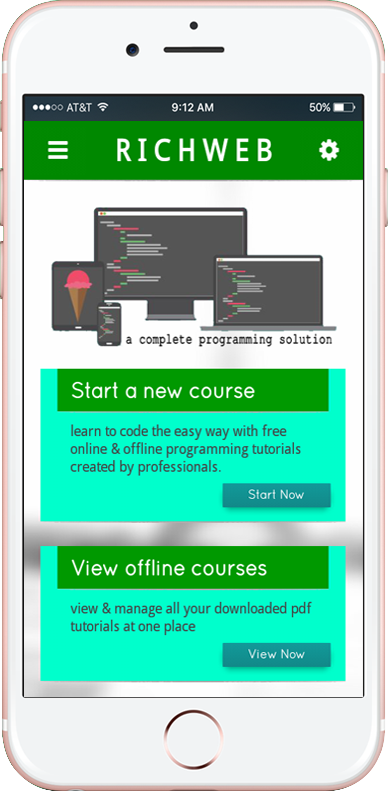 AT&T 9:12 AM 50%
RICHWEB
a complete programming solution
Start a new course
learn to code the easy way with free
online & offline programming tutorials
created by professionals.
Start Now
View offline courses
view & manage all your downloaded pdf
tutorials at one place
View Now